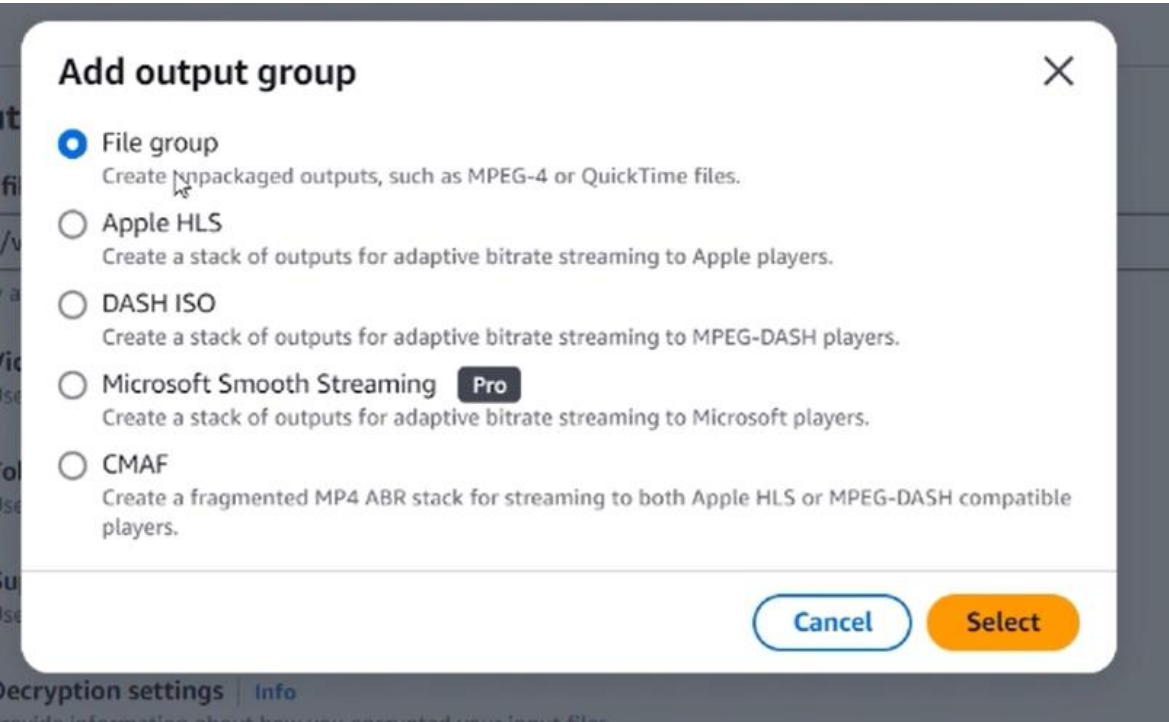 Add output group
File group
Create unpackaged outputs, such as MPEG-4 or QuickTime files.
Apple HLS
Create a stack of outputs for adaptive bitrate streaming to Apple players.
DASH ISO
Create a stack of outputs for adaptive bitrate streaming to MPEG-DASH players.
Microsoft Smooth Streaming Pro
Create a stack of outputs for adaptive bitrate streaming to Microsoft players.
CMAF
Create a fragmented MP4 ABR stack for streaming to both Apple HLS or MPEG-DASH compatible
players.
Cancel Select
Decryption settings Info